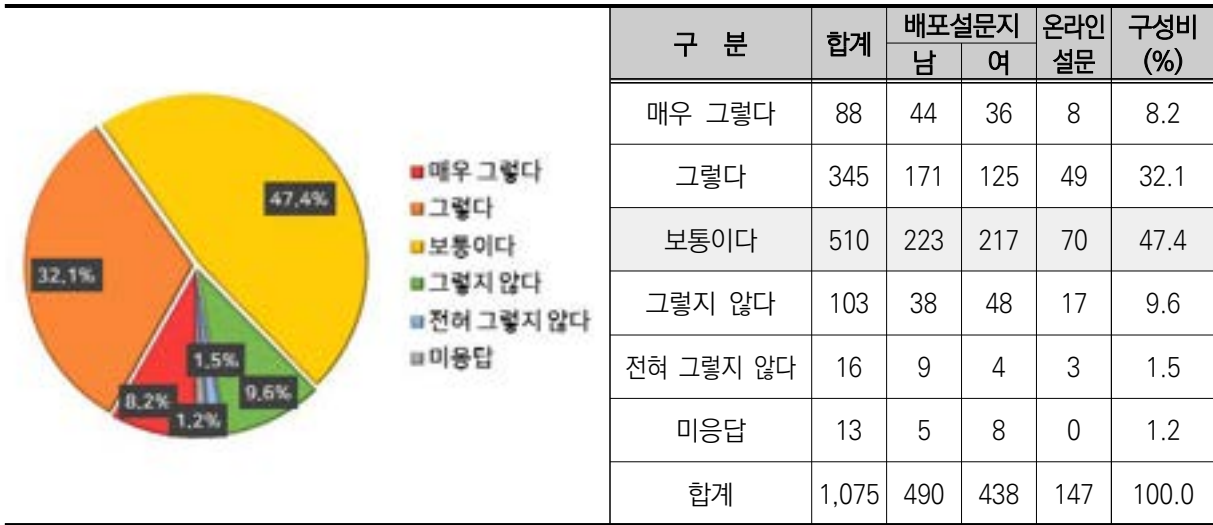 47.4%
32.1%
1.5%
8.2%
9.6%
1.2%
매우 그렇다
그렇다
보통이다
그렇지 않다
전혀 그렇지 않다
미응답
구 분 합계 배포설문지 온라인 설문 구성비 (%)
남 여
매우 그렇다 88 44 36 8 8.2
그렇다 345 171 125 49 32.1
보통이다 510 223 217 70 47.4
그렇지 않다 103 38 48 17 9.6
전혀 그렇지 않다 16 9 4 3 1.5
미응답 13 5 8 0 1.2
합계 1,075 490 438 147 100.0